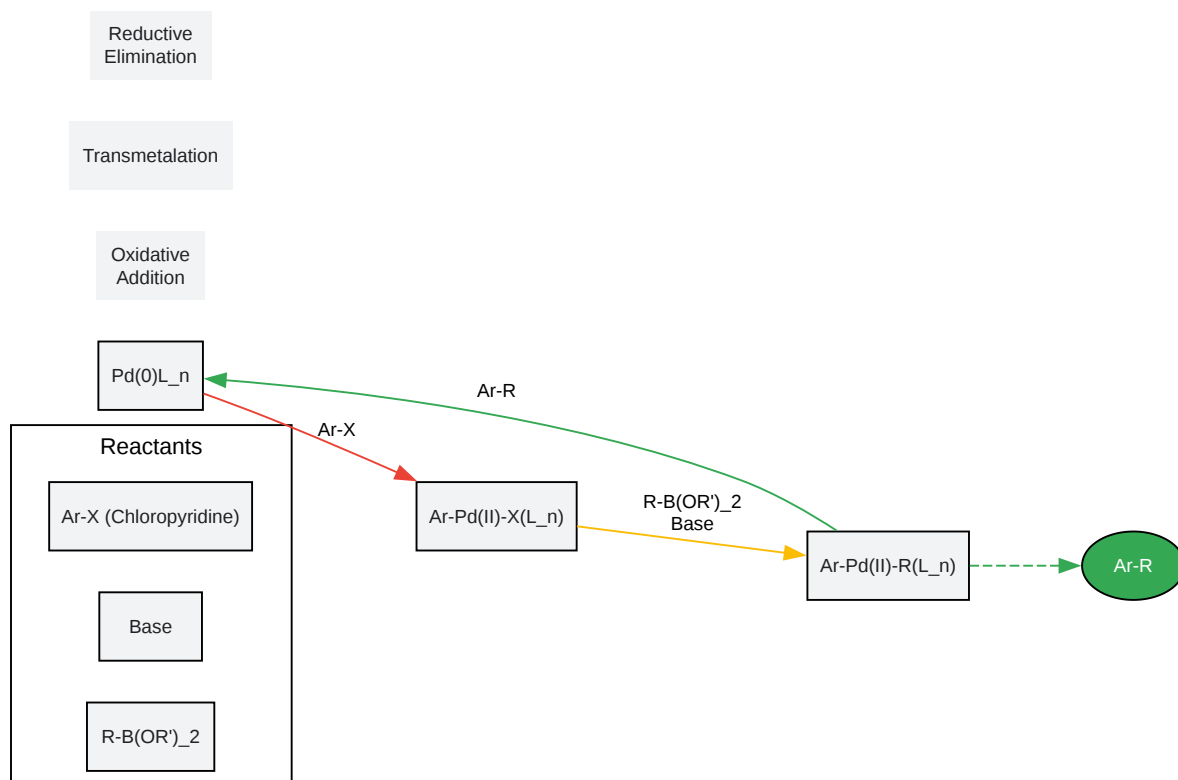 Reductive
Elimination
Transmetalation
Oxidative
Addition
Pd(0)L_n
Ar-R
Ar-X
Reactants
Ar-X (Chloropyridine)
Ar-Pd(II)-X(L_n)
R-B(OR')_2
Base
Ar-Pd(II)-R(L_n)
Ar-R
Base
R-B(OR')_2